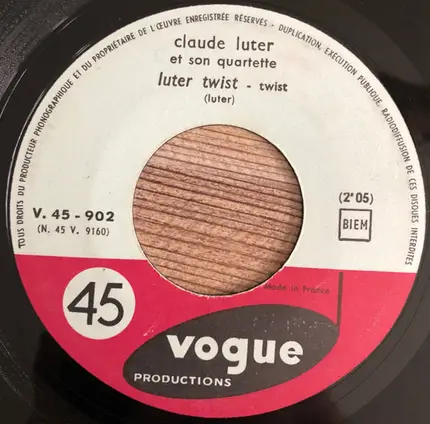 TOUS DROITS DU PRODUCTEUR PHONOGRAPHIQUE ET DU PROPRIÉTAIRE DE L'ŒUVRE ENREGISTRÉE RÉSERVÉS - DUPLICATION, EXÉCUTION PUBLIQUE, RADIODIFFUSION DE CES DISQUES INTERDITES
claude luter
et son quartette
luter twist - twist
(luter)
V. 45 - 902
(N. 45 V. 9160)
(2'05)
BIEM
Made in France
45
vogue
PRODUCTIONS